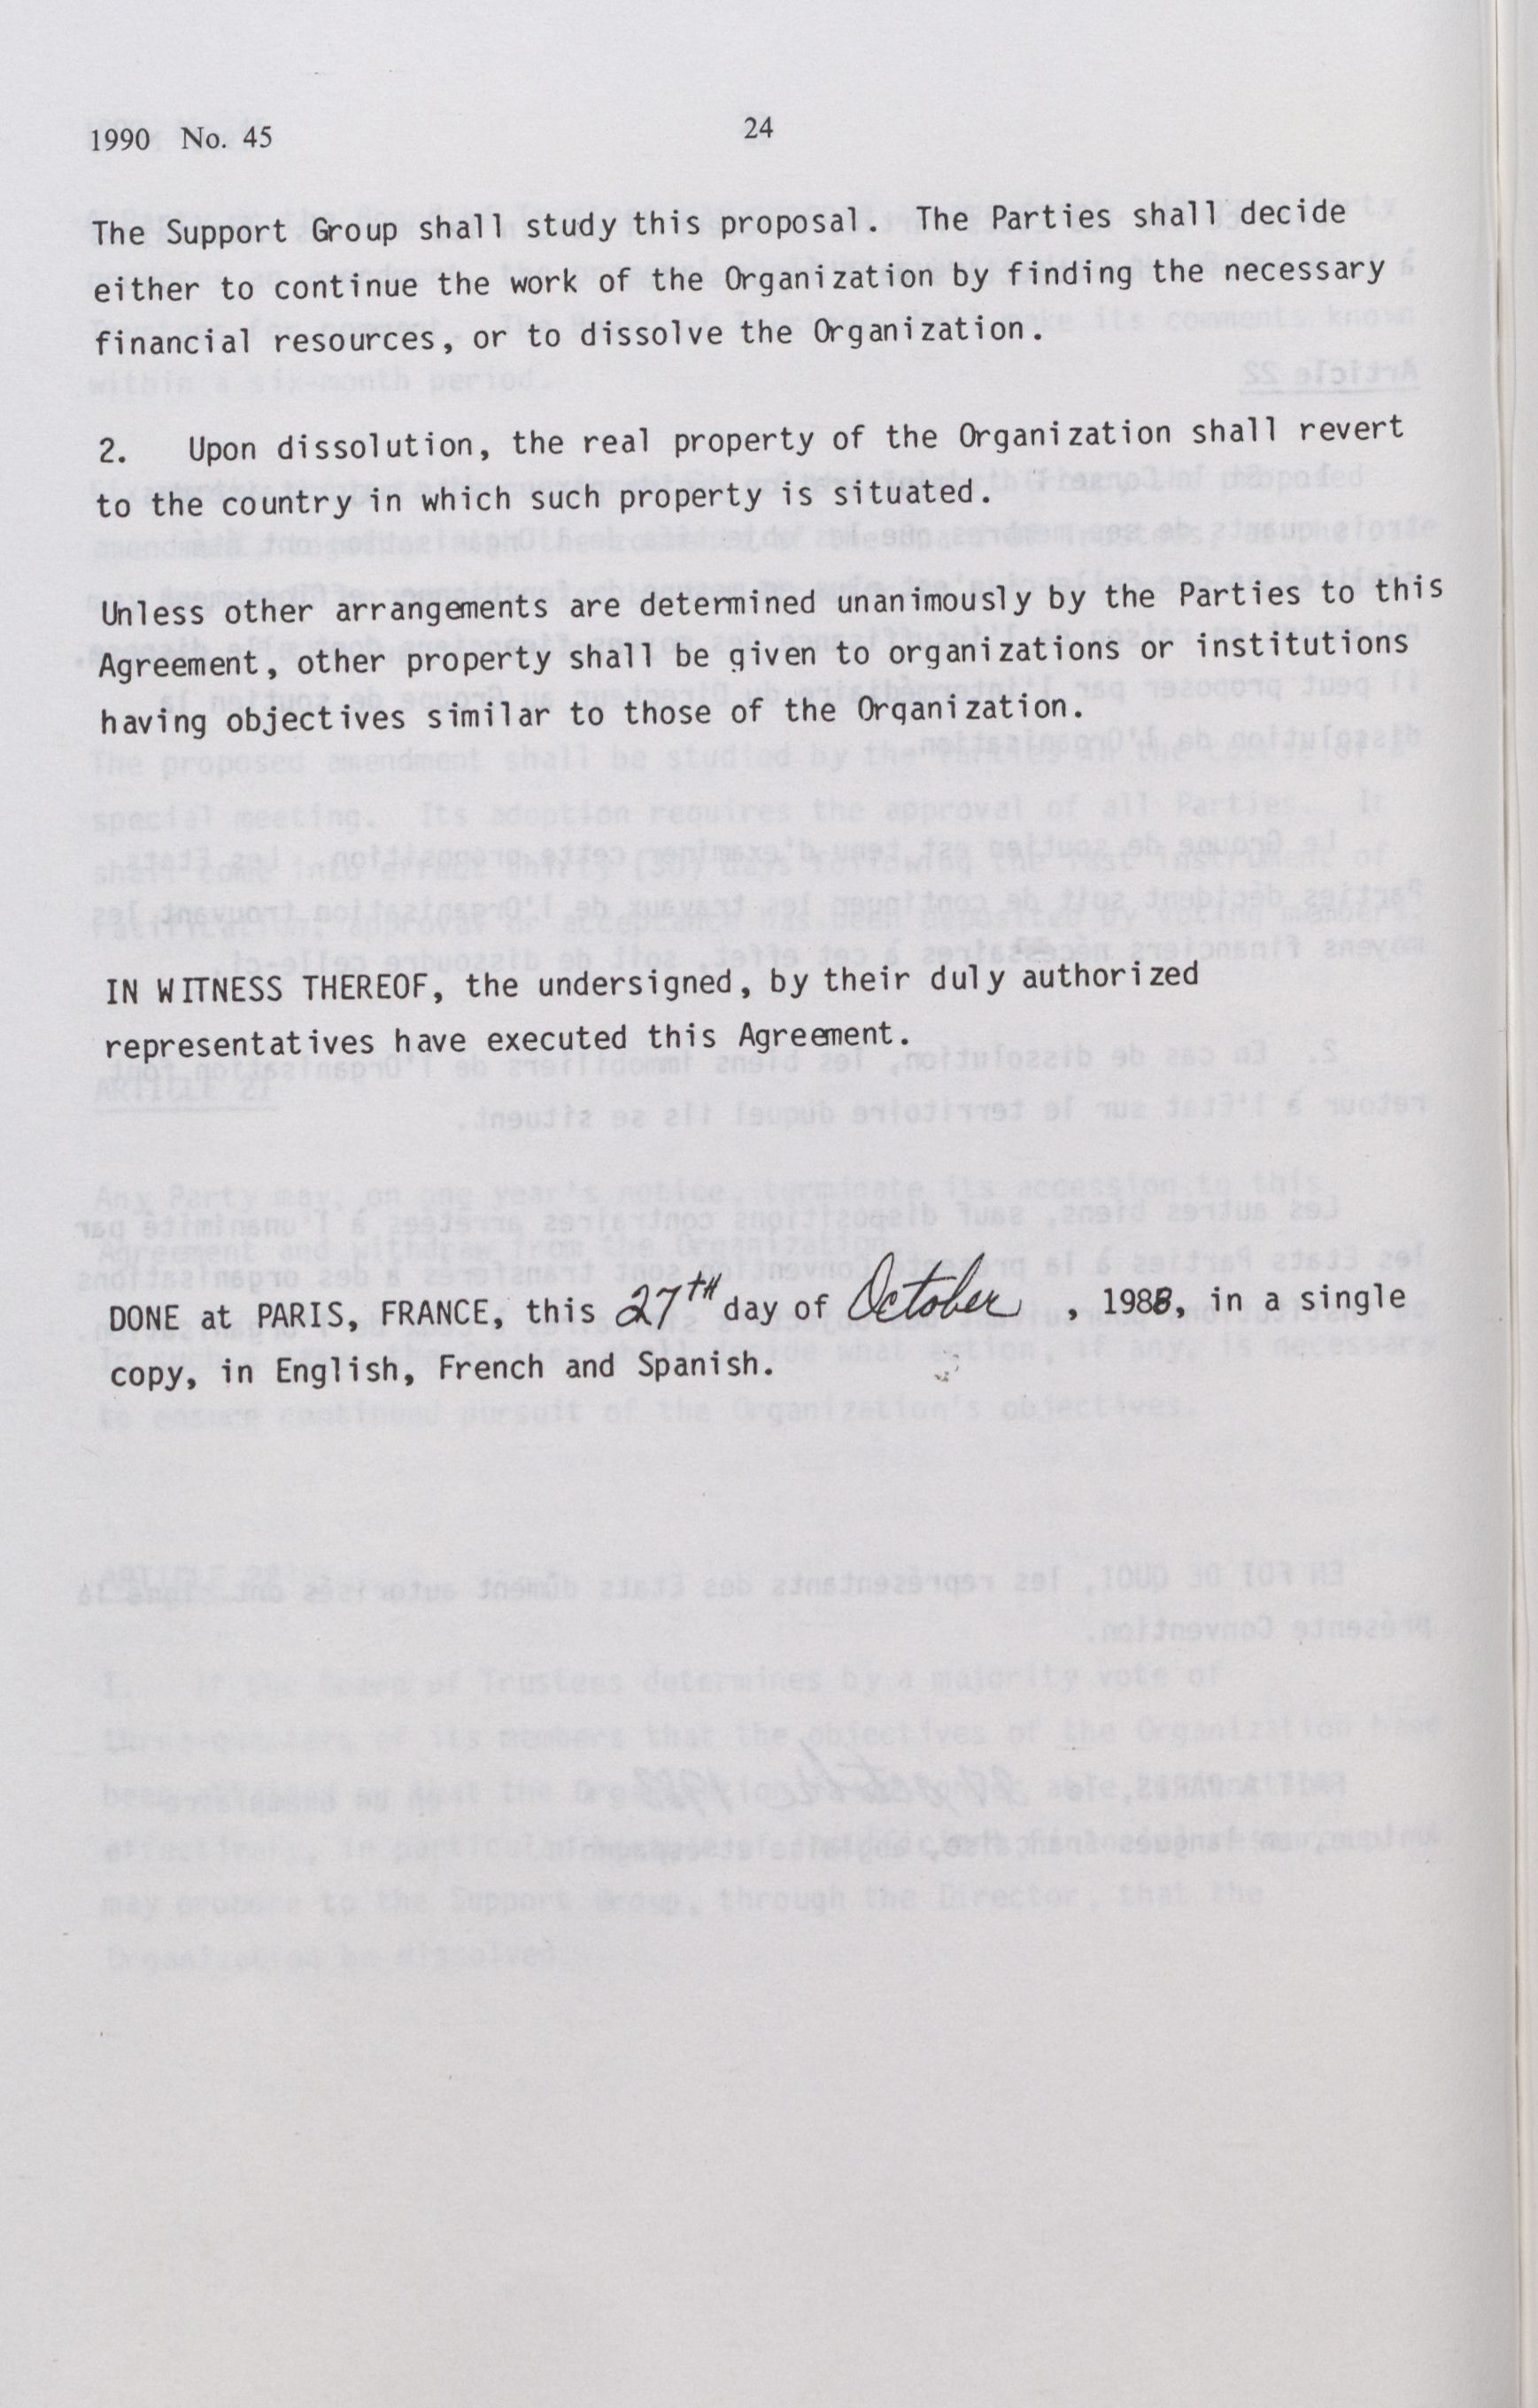 1990 No. 45
24
The Support Group shall study this proposal. The Parties shall decide
either to continue the work of the Organization by finding the necessary
financial resources, or to dissolve the Organization.
2. Upon dissolution, the real property of the Organization shall revert
to the country in which such property is situated.
Unless other arrangements are determined unanimously by the Parties to this
Agreement, other property shall be given to organizations or institutions
having objectives similar to those of the Organization.
IN WITNESS THEREOF, the undersigned, by their duly authorized
representatives have executed this Agreement.
DONE at PARIS, FRANCE, this 27TH day of October , 1988, in a single
copy, in English, French and Spanish.